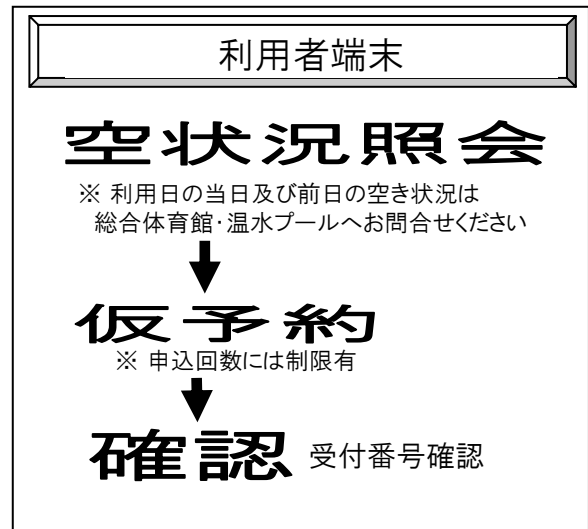 利用者端末
空状況照会
※ 利用日の当日及び前日の空き状況は
総合体育館・温水プールへお問合せください
仮予約
※ 申込回数には制限有
確認 受付番号確認